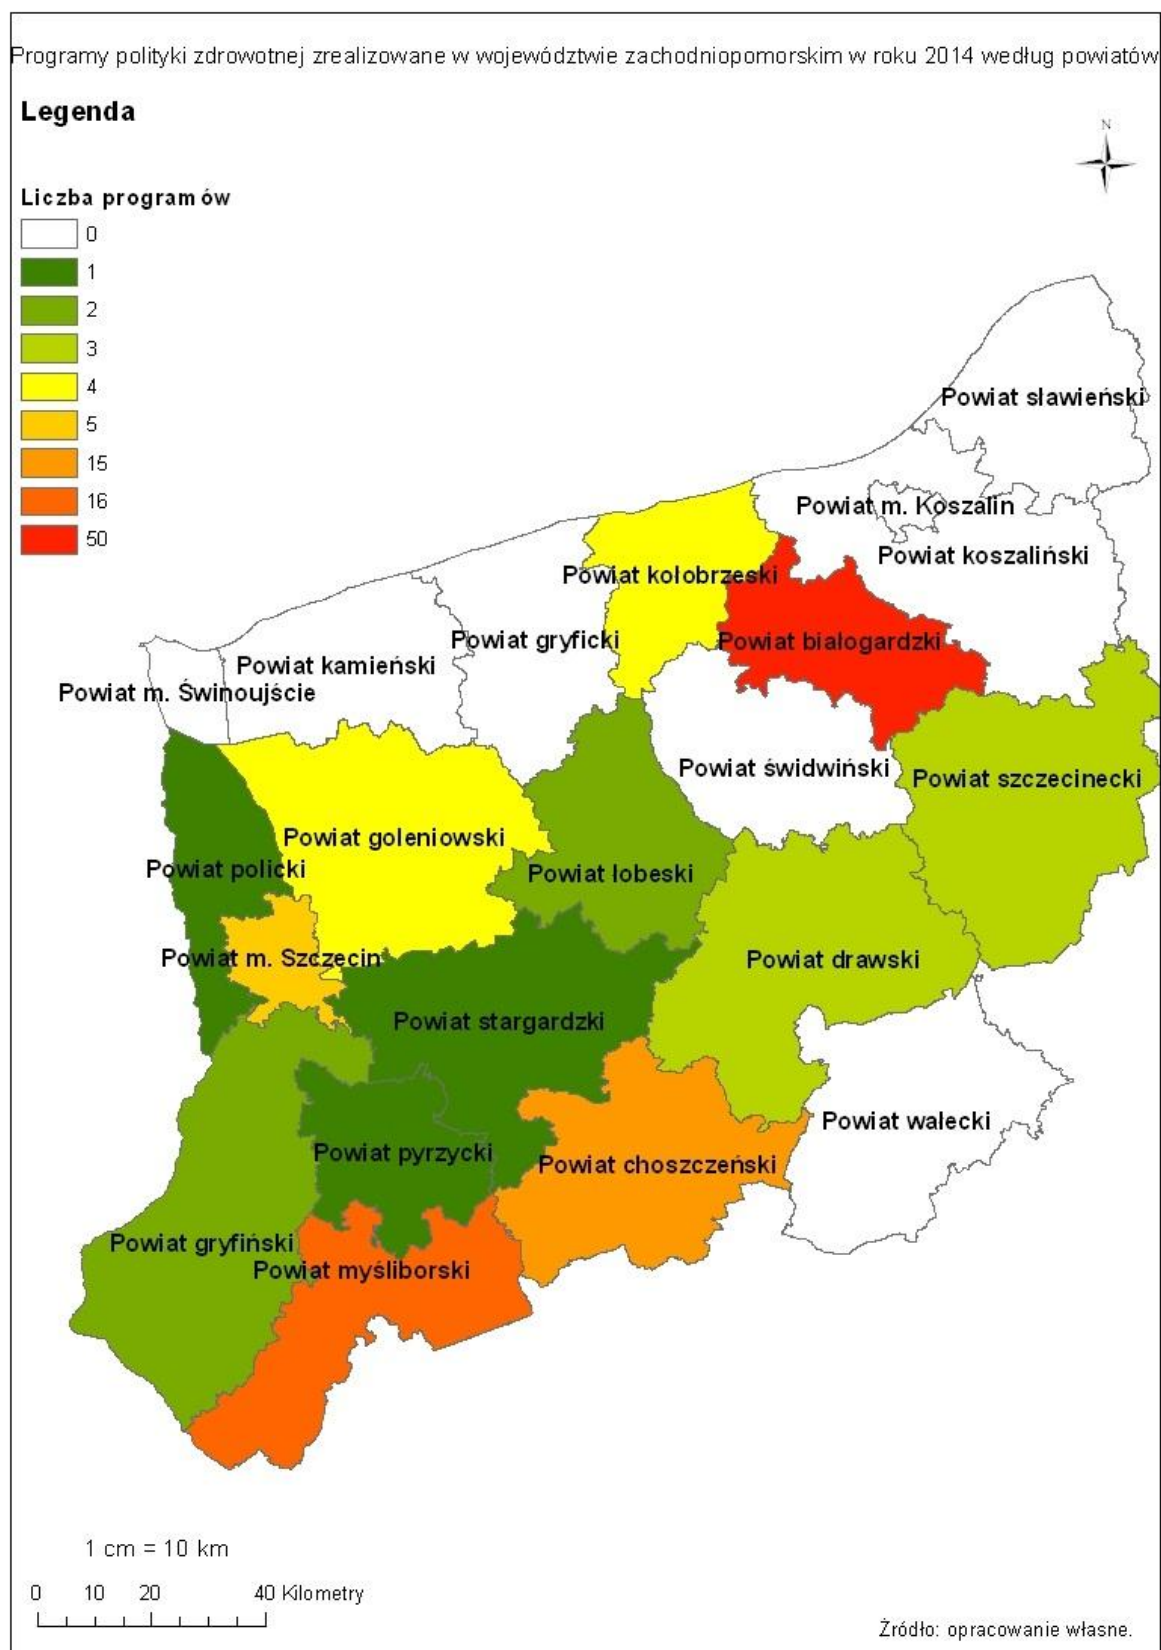 Programy polityki zdrowotnej zrealizowane w województwie zachodniopomorskim w roku 2014 według powiatów
Legenda
N
Liczba programów
0
1
2
3
4
5
15
16
50
Powiat sławieński
Powiat m. Koszalin
Powiat koszaliński
Powiat kołobrzeski
Powiat białogardzki
Powiat gryficki
Powiat kamieński
Powiat m. Świnoujście
Powiat świdwiński
Powiat szczecinecki
Powiat goleniowski
Powiat policki
Powiat łobeski
Powiat m. Szczecin
Powiat drawski
Powiat stargardzki
Powiat wałecki
Powiat pyrzycki
Powiat choszczeński
Powiat gryfiński
Powiat myśliborski
1 cm = 10 km
0 10 20 40 Kilometry
Źródło: opracowanie własne.